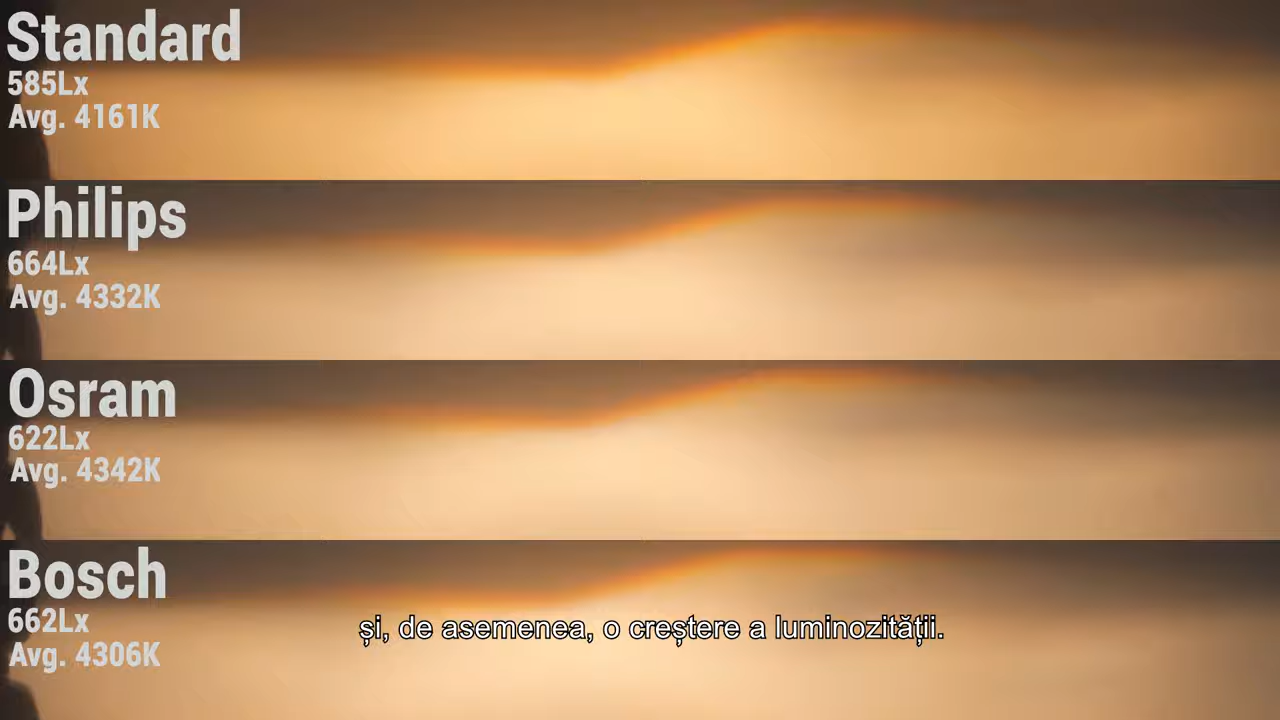 Standard
585Lx
Avg. 4161K
Philips
664Lx
Avg. 4332K
Osram
622Lx
Avg. 4342K
Bosch
662Lx
Avg. 4306K
și, de asemenea, o creștere a luminozității.